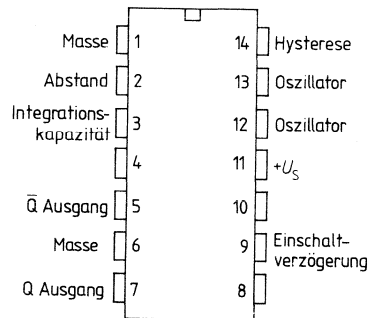 Masse 1
Abstand 2
Integrations-
kapazität 3
4
Q̅ Ausgang 5
Masse 6
Q Ausgang 7
14 Hysterese
13 Oszillator
12 Oszillator
11 +U_S
10
9 Einschalt-
verzögerung
8